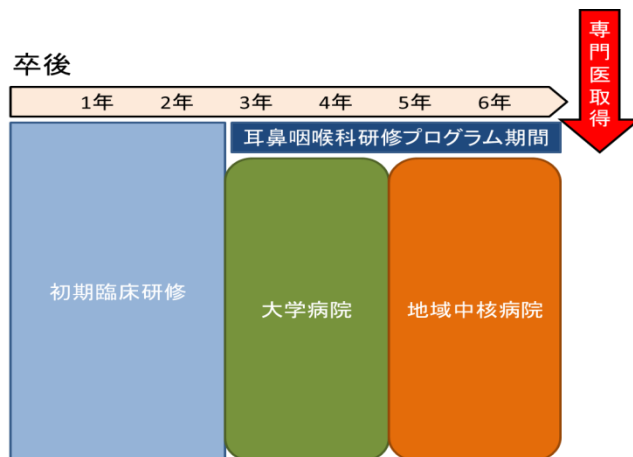 卒後
1年 2年 3年 4年 5年 6年
専門医取得
耳鼻咽喉科研修プログラム期間
初期臨床研修
大学病院
地域中核病院